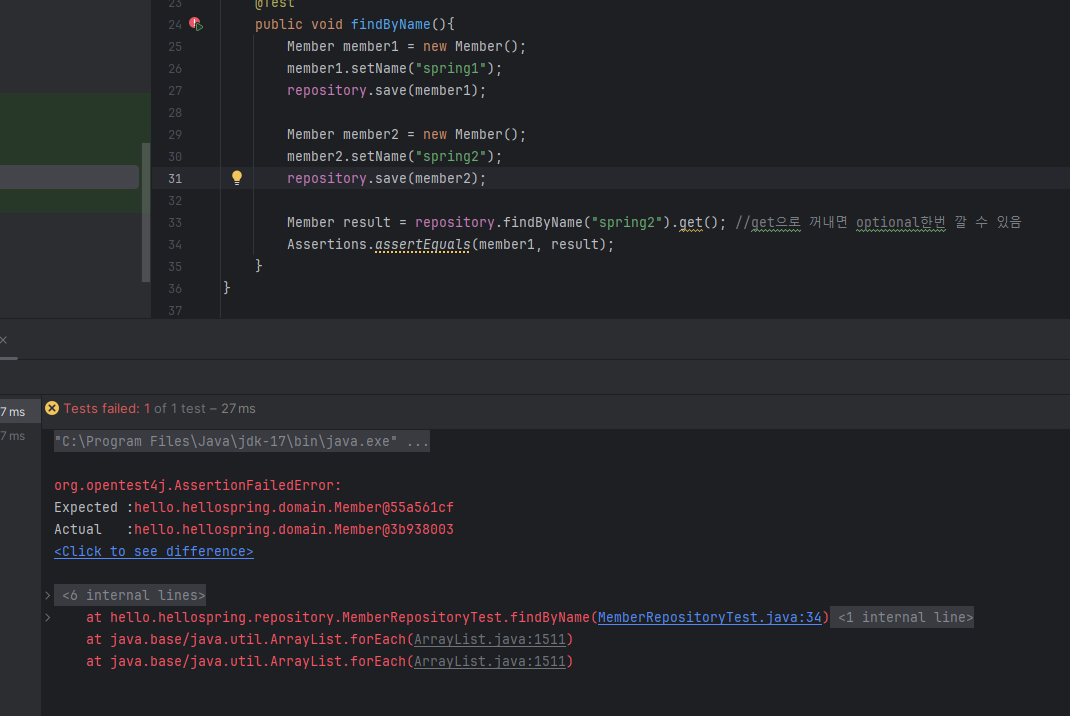 23 @Test
24 public void findByName(){
25 Member member1 = new Member();
26 member1.setName("spring1");
27 repository.save(member1);
28
29 Member member2 = new Member();
30 member2.setName("spring2");
31 repository.save(member2);
32
33 Member result = repository.findByName("spring2").get(); //get으로 꺼내면 optional한번 깔 수 있음
34 Assertions.assertEquals(member1, result);
35 }
36 }
37
7 ms Tests failed: 1 of 1 test – 27 ms
7 ms "C:\Program Files\Java\jdk-17\bin\java.exe" ...
org.opentest4j.AssertionFailedError:
Expected :hello.hellospring.domain.Member@55a561cf
Actual :hello.hellospring.domain.Member@3b938003
<Click to see difference>
<6 internal lines>
at hello.hellospring.repository.MemberRepositoryTest.findByName(MemberRepositoryTest.java:34) <1 internal line>
at java.base/java.util.ArrayList.forEach(ArrayList.java:1511)
at java.base/java.util.ArrayList.forEach(ArrayList.java:1511)